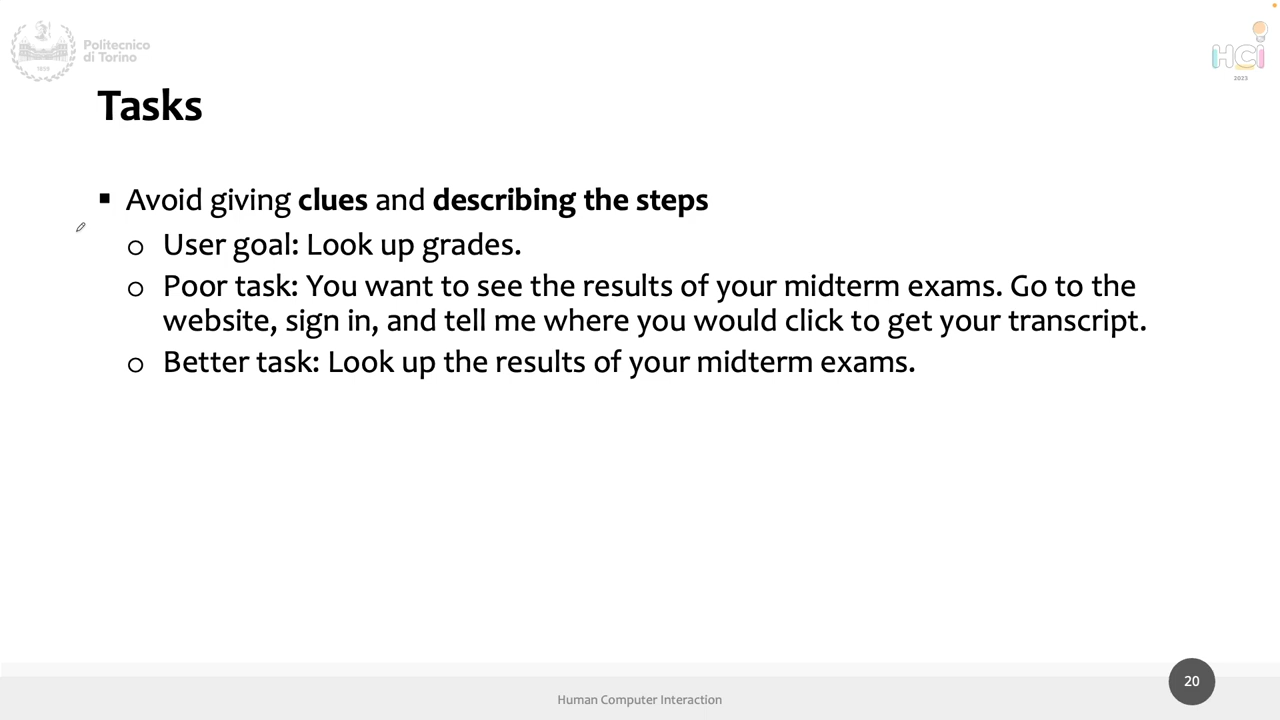 Politecnico
di Torino
1859
HCI
2023
Tasks
▪ Avoid giving clues and describing the steps
o User goal: Look up grades.
o Poor task: You want to see the results of your midterm exams. Go to the
website, sign in, and tell me where you would click to get your transcript.
o Better task: Look up the results of your midterm exams.
20
Human Computer Interaction